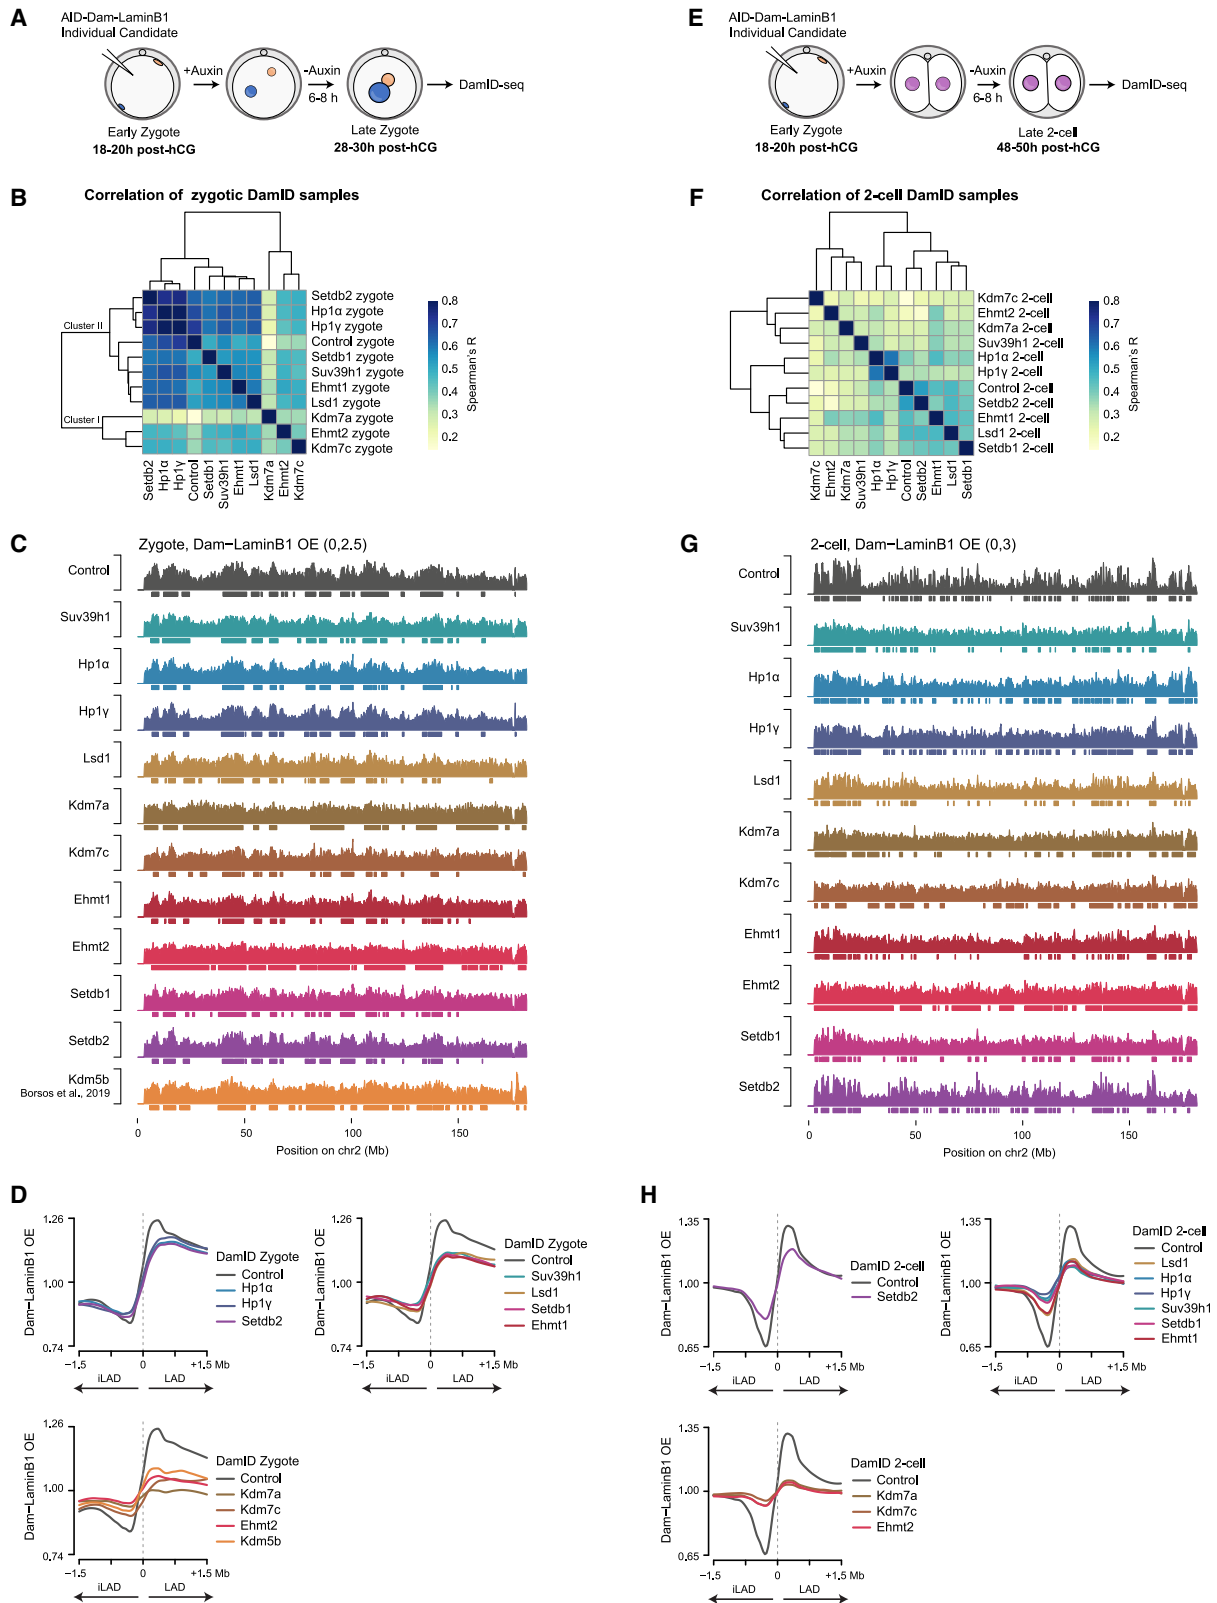 A
AID-Dam-LaminB1
Individual Candidate
+Auxin
-Auxin
6-8 h
DamID-seq
Early Zygote
18-20h post-hCG
Late Zygote
28-30h post-hCG
B
Correlation of zygotic DamID samples
Cluster II
Cluster I
Setdb2 zygote
Hp1α zygote
Hp1γ zygote
Control zygote
Setdb1 zygote
Suv39h1 zygote
Ehmt1 zygote
Lsd1 zygote
Kdm7a zygote
Ehmt2 zygote
Kdm7c zygote
Setdb2
Hp1α
Hp1γ
Control
Setdb1
Suv39h1
Ehmt1
Lsd1
Kdm7a
Ehmt2
Kdm7c
0.8
0.7
0.6
0.5
0.4
0.3
0.2
Spearman's R
C
Zygote, Dam−LaminB1 OE (0,2.5)
Control
Suv39h1
Hp1α
Hp1γ
Lsd1
Kdm7a
Kdm7c
Ehmt1
Ehmt2
Setdb1
Setdb2
Kdm5b
Borsos et al., 2019
0
50
100
150
Position on chr2 (Mb)
D
Dam−LaminB1 OE
1.26
1.00
0.74
−1.5
0
+1.5 Mb
iLAD
LAD
DamID Zygote
Control
Hp1α
Hp1γ
Setdb2
Dam−LaminB1 OE
1.26
1.00
0.74
−1.5
0
+1.5 Mb
iLAD
LAD
DamID Zygote
Control
Suv39h1
Lsd1
Setdb1
Ehmt1
Dam−LaminB1 OE
1.26
1.00
0.74
−1.5
0
+1.5 Mb
iLAD
LAD
DamID Zygote
Control
Kdm7a
Kdm7c
Ehmt2
Kdm5b
E
AID-Dam-LaminB1
Individual Candidate
+Auxin
-Auxin
6-8 h
DamID-seq
Early Zygote
18-20h post-hCG
Late 2-cell
48-50h post-hCG
F
Correlation of 2-cell DamID samples
Kdm7c 2-cell
Ehmt2 2-cell
Kdm7a 2-cell
Suv39h1 2-cell
Hp1α 2-cell
Hp1γ 2-cell
Control 2-cell
Setdb2 2-cell
Ehmt1 2-cell
Lsd1 2-cell
Setdb1 2-cell
Kdm7c
Ehmt2
Kdm7a
Suv39h1
Hp1α
Hp1γ
Control
Setdb2
Ehmt1
Lsd1
Setdb1
0.8
0.7
0.6
0.5
0.4
0.3
0.2
Spearman's R
G
2-cell, Dam−LaminB1 OE (0,3)
Control
Suv39h1
Hp1α
Hp1γ
Lsd1
Kdm7a
Kdm7c
Ehmt1
Ehmt2
Setdb1
Setdb2
0
50
100
150
Position on chr2 (Mb)
H
Dam−LaminB1 OE
1.35
1.00
0.65
−1.5
0
+1.5 Mb
iLAD
LAD
DamID 2-cell
Control
Setdb2
Dam−LaminB1 OE
1.35
1.00
0.65
−1.5
0
+1.5 Mb
iLAD
LAD
DamID 2-cell
Control
Lsd1
Hp1α
Hp1γ
Suv39h1
Setdb1
Ehmt1
Dam−LaminB1 OE
1.35
1.00
0.65
−1.5
0
+1.5 Mb
iLAD
LAD
DamID 2-cell
Control
Kdm7a
Kdm7c
Ehmt2